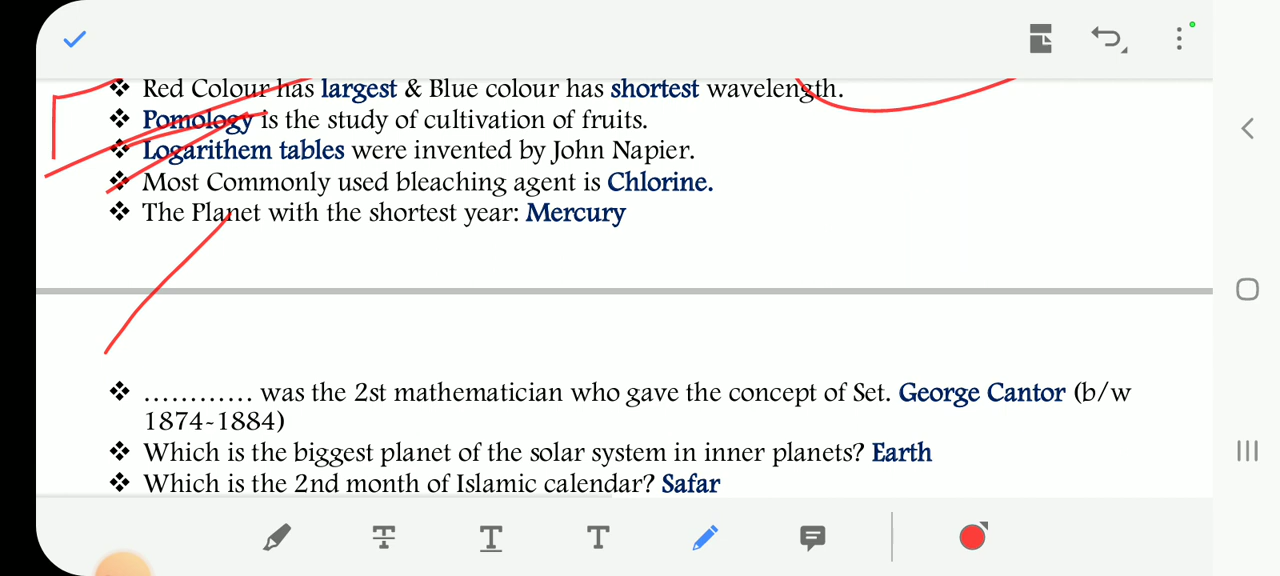 ❖ Red Colour has largest & Blue colour has shortest wavelength.
❖ Pomology is the study of cultivation of fruits.
❖ Logarithem tables were invented by John Napier.
❖ Most Commonly used bleaching agent is Chlorine.
❖ The Planet with the shortest year: Mercury
❖ ………… was the 2st mathematician who gave the concept of Set. George Cantor (b/w
1874-1884)
❖ Which is the biggest planet of the solar system in inner planets? Earth
❖ Which is the 2nd month of Islamic calendar? Safar